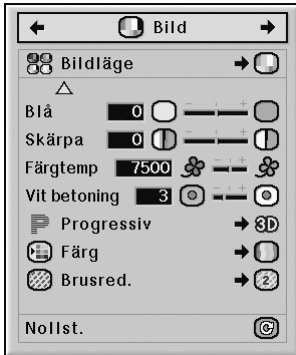 Bild
Bildläge
Blå 0
Skärpa 0
Färgtemp 7500
Vit betoning 3
Progressiv 3D
Färg
Brusred. 2
Nollst.